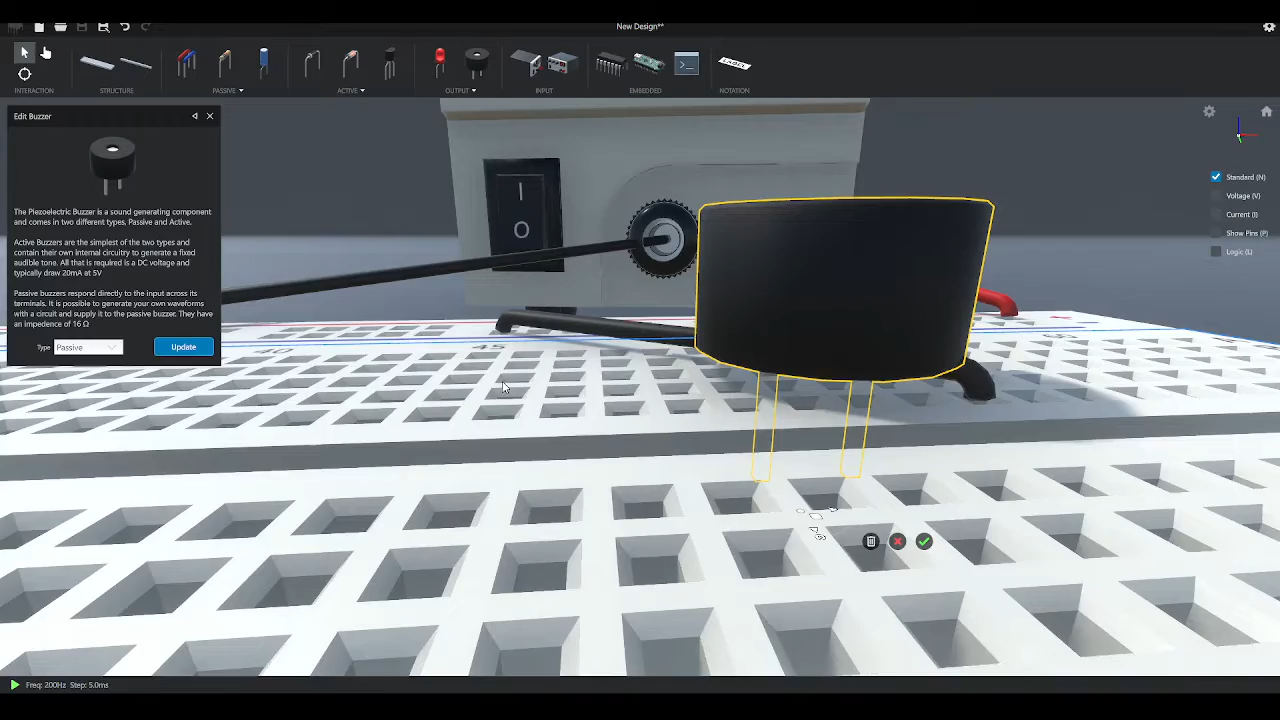 New Design**
INTERACTION
STRUCTURE
PASSIVE
ACTIVE
OUTPUT
INPUT
EMBEDDED
NOTATION
LABEL
>_
Edit Buzzer
The Piezoelectric Buzzer is a sound generating component
and comes in two different types, Passive and Active.
Active Buzzers are the simplest of the two types and
contain their own internal circuitry to generate a fixed
audible tone. All that is required is a DC voltage and
typically draw 20mA at 5V
Passive buzzers respond directly to the input across its
terminals. It is possible to generate your own waveforms
with a circuit and supply it to the passive buzzer. They have
an impedence of 16 Ω
Type Passive Update
Standard (N)
Voltage (V)
Current (I)
Show Pins (P)
Logic (L)
I
O
40
45
55
Freq: 200Hz Step: 5.0ms